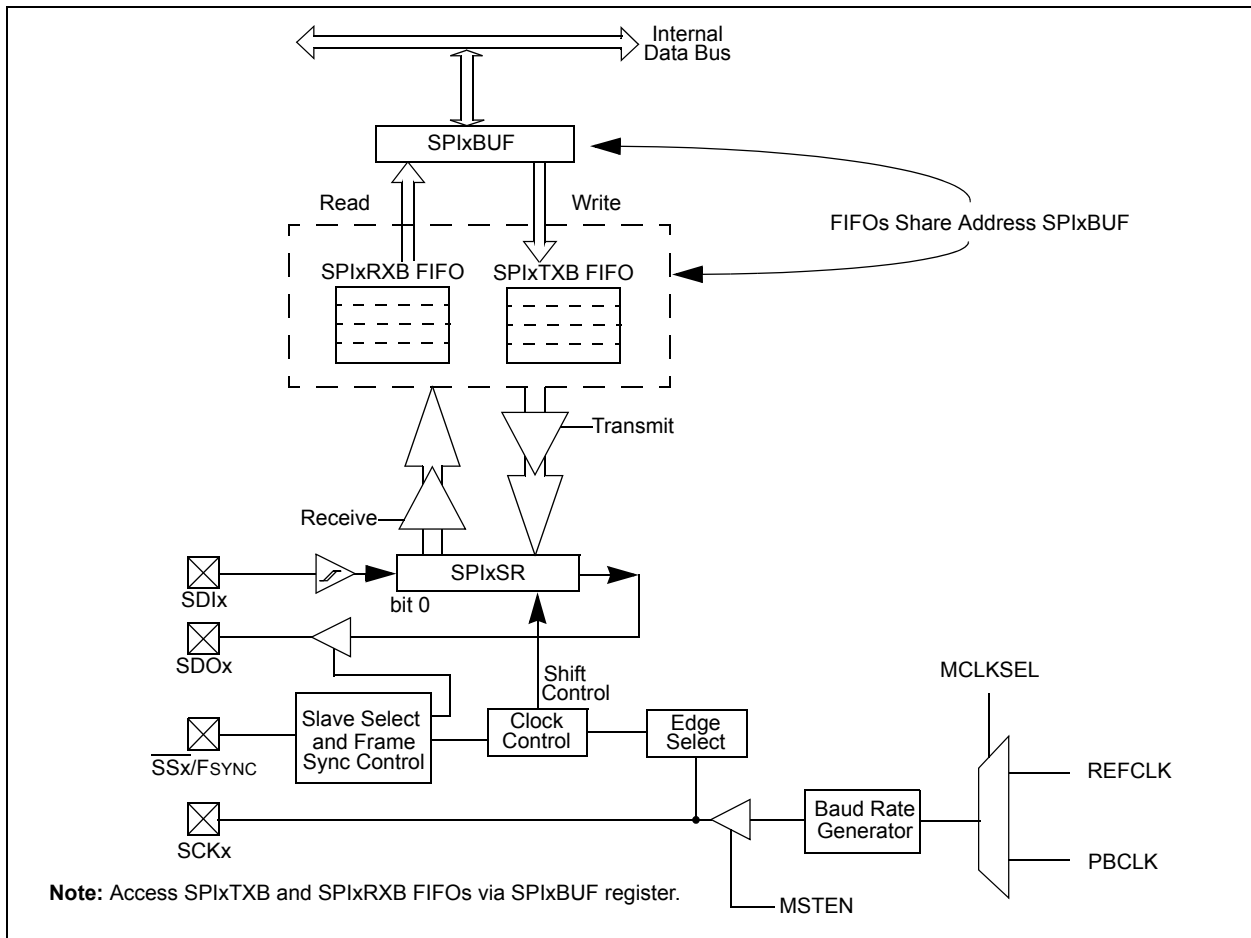 Internal
Data Bus
SPIxBUF
Read
Write
FIFOs Share Address SPIxBUF
SPIxRXB FIFO
SPIxTXB FIFO
Transmit
Receive
SPIxSR
bit 0
SDIx
SDOx
Shift
Control
MCLKSEL
Slave Select
and Frame
Sync Control
Clock
Control
Edge
Select
SSx/FSYNC
REFCLK
Baud Rate
Generator
SCKx
PBCLK
MSTEN
Note: Access SPIxTXB and SPIxRXB FIFOs via SPIxBUF register.